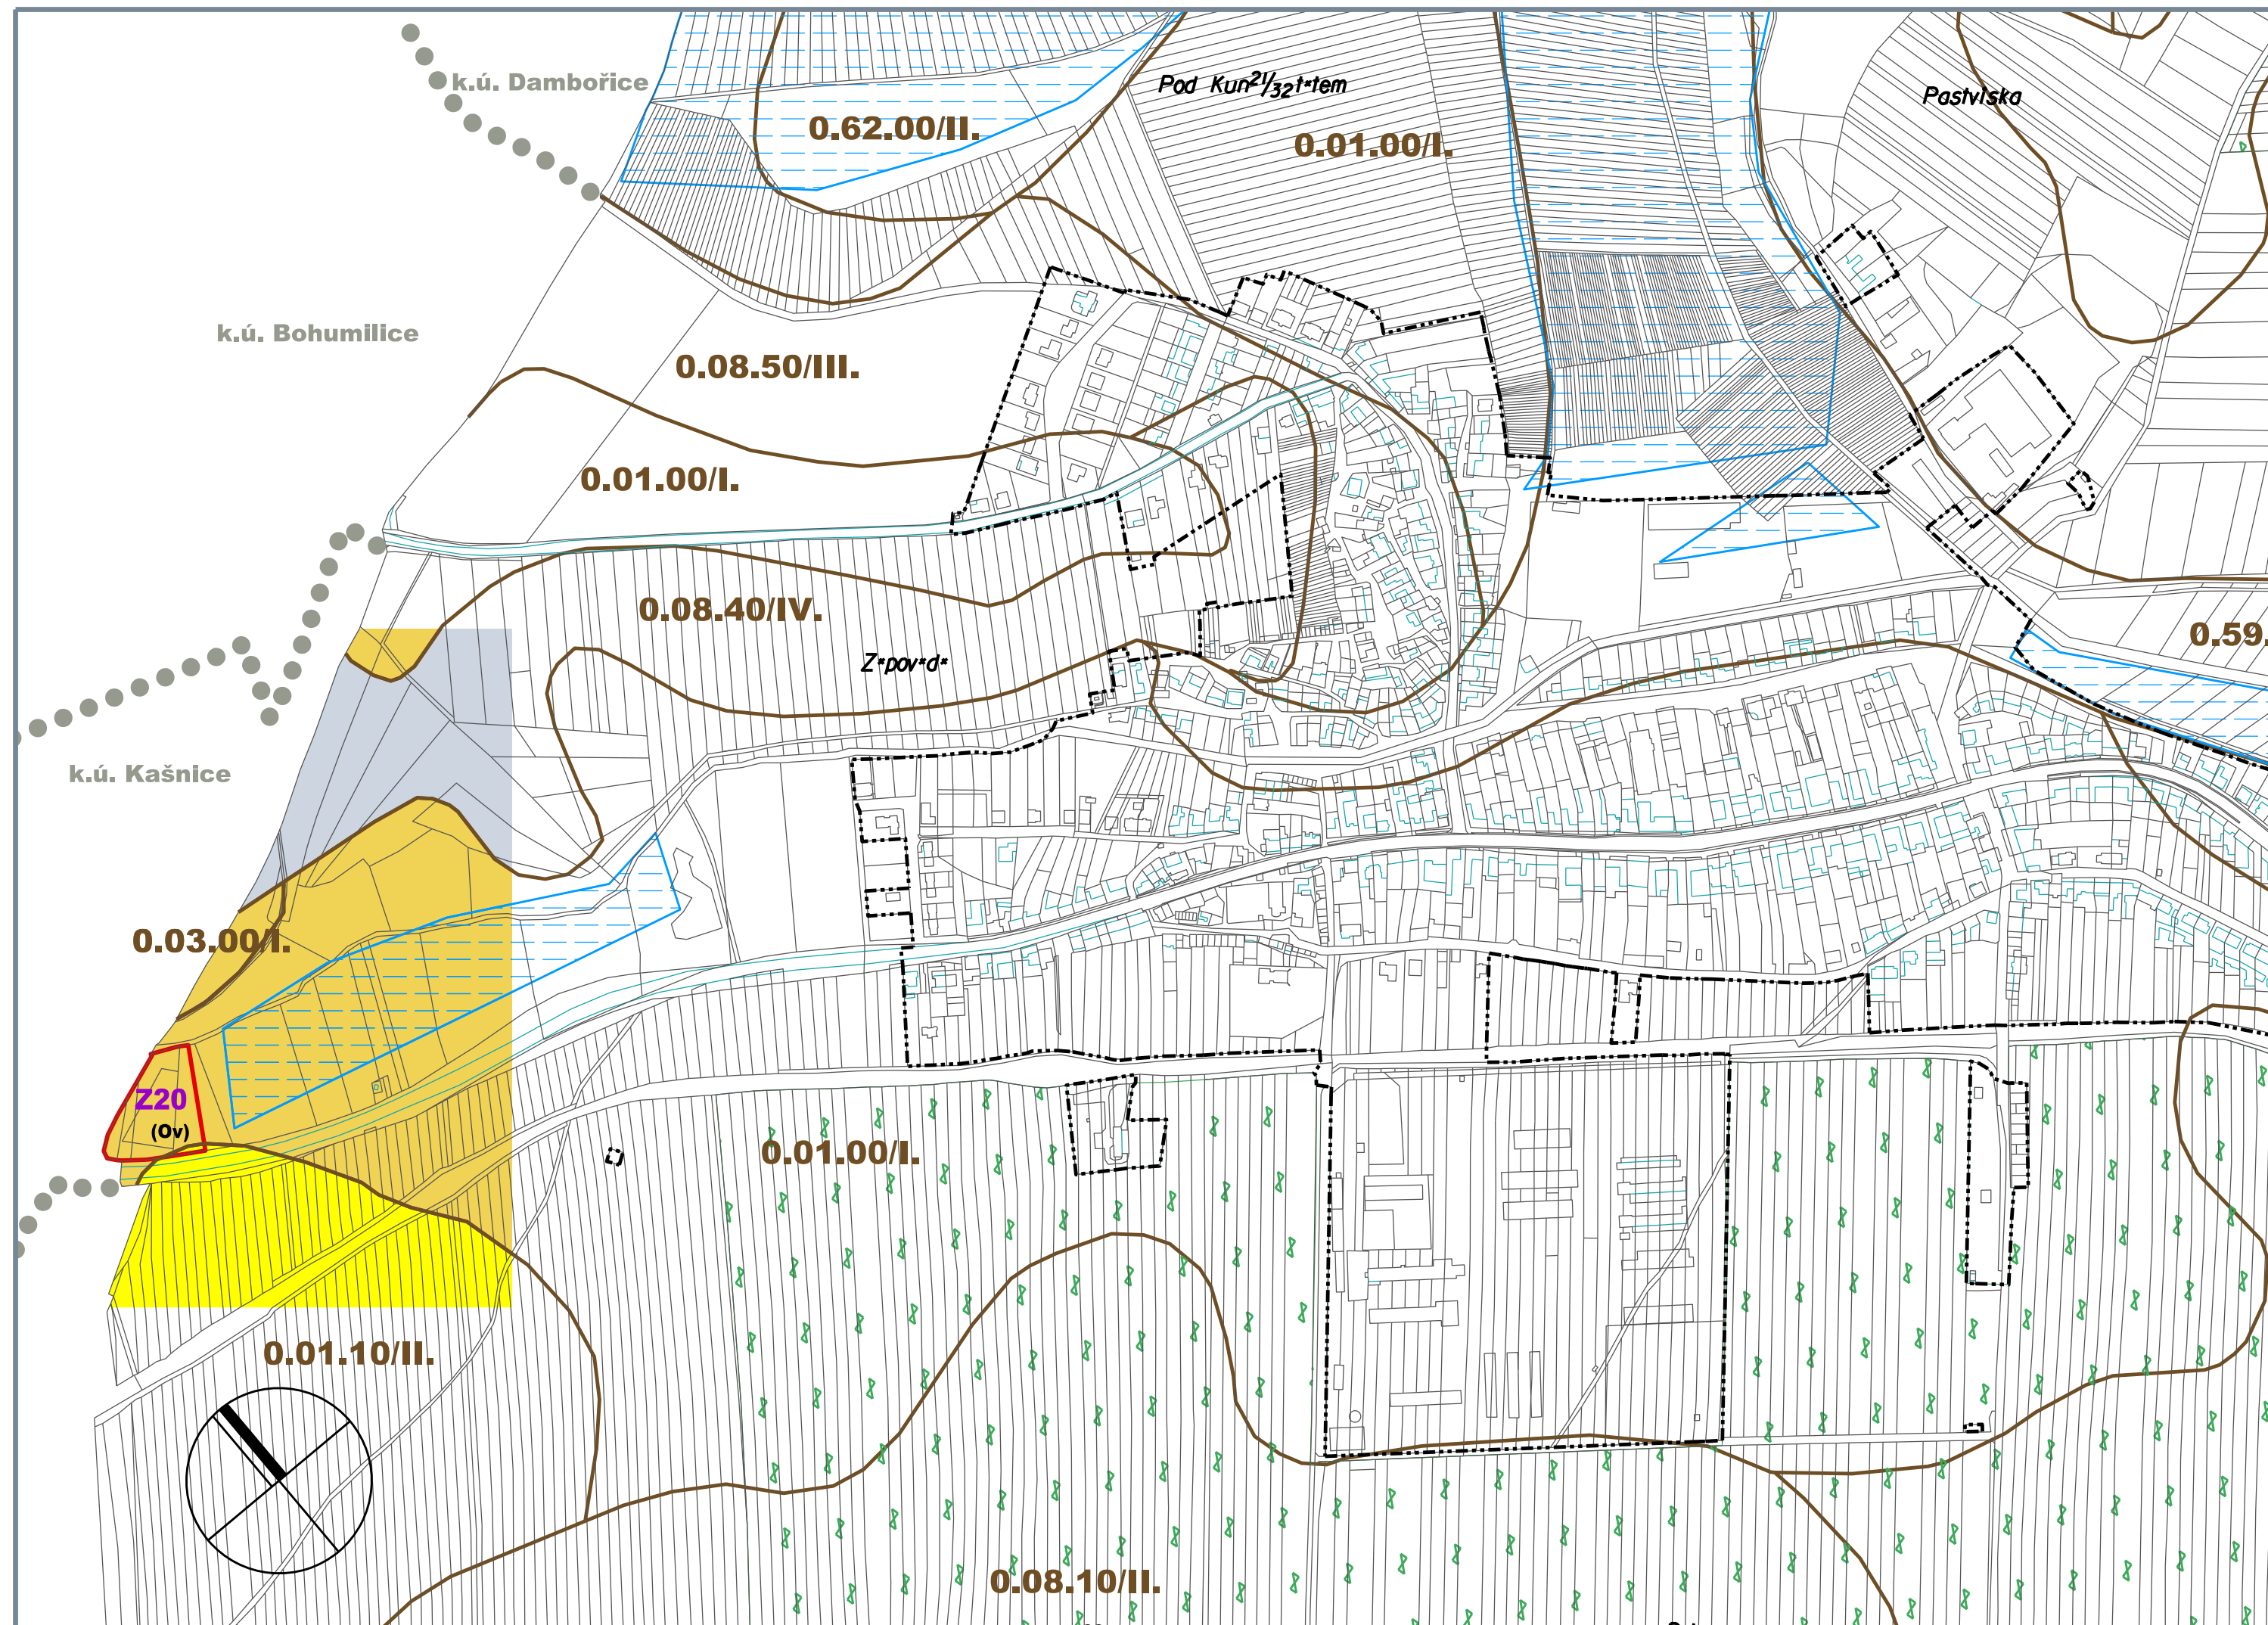 k.ú. Dambořice
Pod Kun²¹/₃₂t*tem
Pastviska
0.62.00/II.
0.01.00/I.
k.ú. Bohumilice
0.08.50/III.
0.01.00/I.
0.08.40/IV.
0.59.
Z*pov*d*
k.ú. Kašnice
0.03.00/I.
Z20
(Ov)
0.01.00/I.
0.01.10/II.
0.08.10/II.